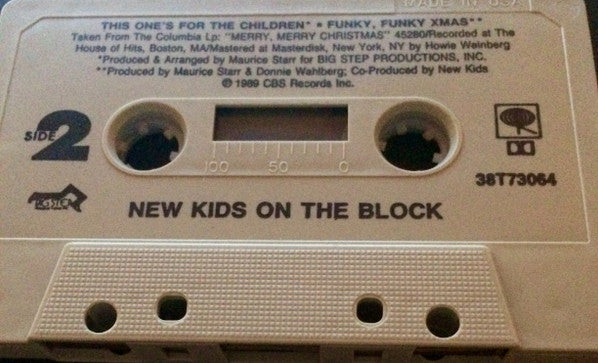 MADE IN USA
THIS ONE'S FOR THE CHILDREN* • FUNKY, FUNKY XMAS**
Taken From The Columbia Lp: "MERRY, MERRY CHRISTMAS" 45280/Recorded at The
House of Hits, Boston, MA/Mastered at Masterdisk, New York, NY by Howie Weinberg
*Produced & Arranged by Maurice Starr for BIG STEP PRODUCTIONS, INC.
**Produced by Maurice Starr & Donnie Wahlberg; Co-Produced by New Kids
℗ 1989 CBS Records Inc.
SIDE 2
100 50 0
38T73064
BIG STEP
NEW KIDS ON THE BLOCK